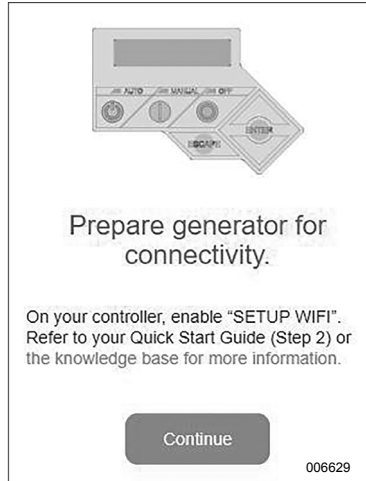 AUTO MANUAL OFF
ENTER
ESCAPE
Prepare generator for
connectivity.
On your controller, enable “SETUP WIFI”.
Refer to your Quick Start Guide (Step 2) or
the knowledge base for more information.
Continue
006629